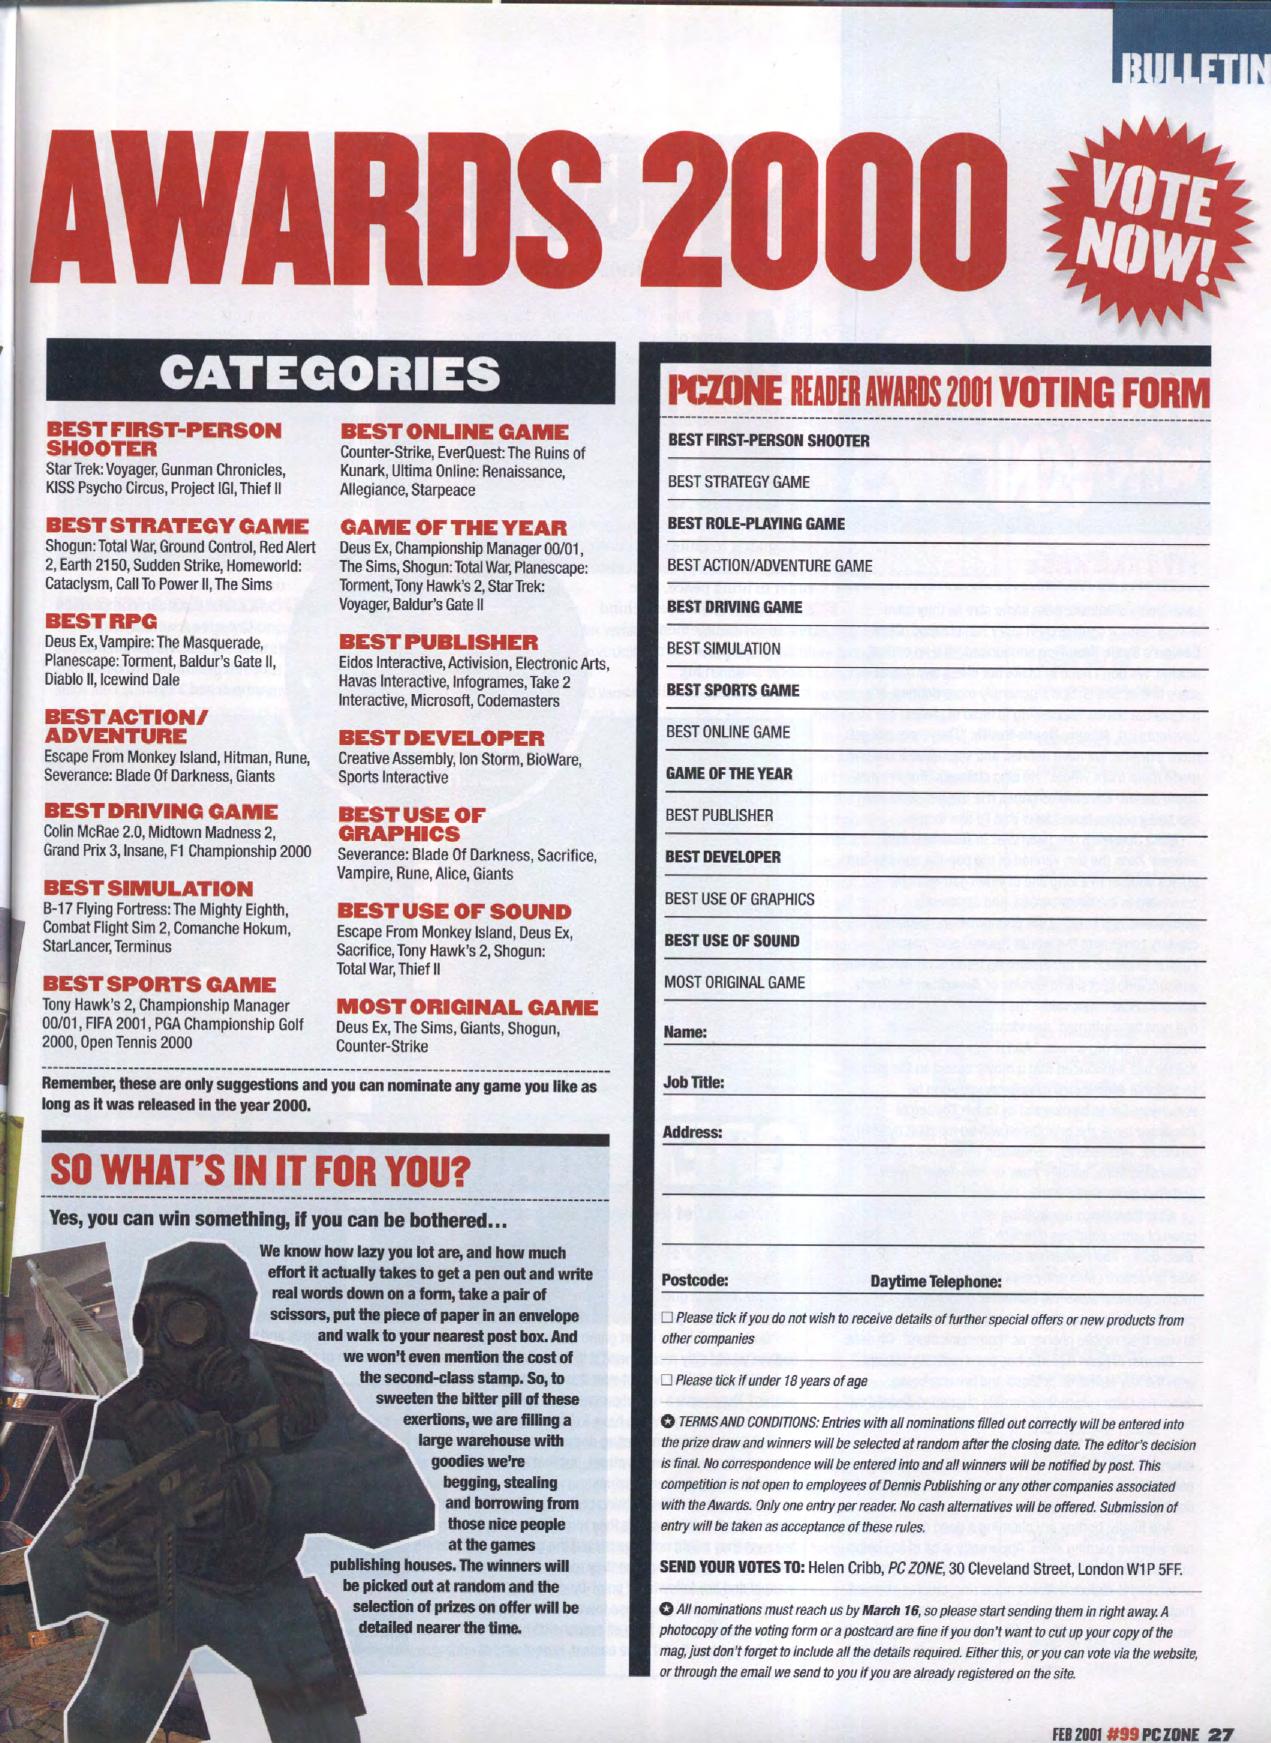 BULLETIN
AWARDS 2000
VOTE
NOW!
CATEGORIES
BEST FIRST-PERSON
SHOOTER
Star Trek: Voyager, Gunman Chronicles,
KISS Psycho Circus, Project IGI, Thief II
BEST STRATEGY GAME
Shogun: Total War, Ground Control, Red Alert
2, Earth 2150, Sudden Strike, Homeworld:
Cataclysm, Call To Power II, The Sims
BEST RPG
Deus Ex, Vampire: The Masquerade,
Planescape: Torment, Baldur's Gate II,
Diablo II, Icewind Dale
BEST ACTION/
ADVENTURE
Escape From Monkey Island, Hitman, Rune,
Severance: Blade Of Darkness, Giants
BEST DRIVING GAME
Colin McRae 2.0, Midtown Madness 2,
Grand Prix 3, Insane, F1 Championship 2000
BEST SIMULATION
B-17 Flying Fortress: The Mighty Eighth,
Combat Flight Sim 2, Comanche Hokum,
StarLancer, Terminus
BEST SPORTS GAME
Tony Hawk's 2, Championship Manager
00/01, FIFA 2001, PGA Championship Golf
2000, Open Tennis 2000
BEST ONLINE GAME
Counter-Strike, EverQuest: The Ruins of
Kunark, Ultima Online: Renaissance,
Allegiance, Starpeace
GAME OF THE YEAR
Deus Ex, Championship Manager 00/01,
The Sims, Shogun: Total War, Planescape:
Torment, Tony Hawk's 2, Star Trek:
Voyager, Baldur's Gate II
BEST PUBLISHER
Eidos Interactive, Activision, Electronic Arts,
Havas Interactive, Infogrames, Take 2
Interactive, Microsoft, Codemasters
BEST DEVELOPER
Creative Assembly, Ion Storm, BioWare,
Sports Interactive
BEST USE OF
GRAPHICS
Severance: Blade Of Darkness, Sacrifice,
Vampire, Rune, Alice, Giants
BEST USE OF SOUND
Escape From Monkey Island, Deus Ex,
Sacrifice, Tony Hawk's 2, Shogun:
Total War, Thief II
MOST ORIGINAL GAME
Deus Ex, The Sims, Giants, Shogun,
Counter-Strike
Remember, these are only suggestions and you can nominate any game you like as
long as it was released in the year 2000.
SO WHAT'S IN IT FOR YOU?
Yes, you can win something, if you can be bothered...
We know how lazy you lot are, and how much
effort it actually takes to get a pen out and write
real words down on a form, take a pair of
scissors, put the piece of paper in an envelope
and walk to your nearest post box. And
we won't even mention the cost of
the second-class stamp. So, to
sweeten the bitter pill of these
exertions, we are filling a
large warehouse with
goodies we're
begging, stealing
and borrowing from
those nice people
at the games
publishing houses. The winners will
be picked out at random and the
selection of prizes on offer will be
detailed nearer the time.
PCZONE READER AWARDS 2001 VOTING FORM
BEST FIRST-PERSON SHOOTER
BEST STRATEGY GAME
BEST ROLE-PLAYING GAME
BEST ACTION/ADVENTURE GAME
BEST DRIVING GAME
BEST SIMULATION
BEST SPORTS GAME
BEST ONLINE GAME
GAME OF THE YEAR
BEST PUBLISHER
BEST DEVELOPER
BEST USE OF GRAPHICS
BEST USE OF SOUND
MOST ORIGINAL GAME
Name:
Job Title:
Address:
Postcode: Daytime Telephone:
☐ Please tick if you do not wish to receive details of further special offers or new products from
other companies
☐ Please tick if under 18 years of age
✪ TERMS AND CONDITIONS: Entries with all nominations filled out correctly will be entered into
the prize draw and winners will be selected at random after the closing date. The editor's decision
is final. No correspondence will be entered into and all winners will be notified by post. This
competition is not open to employees of Dennis Publishing or any other companies associated
with the Awards. Only one entry per reader. No cash alternatives will be offered. Submission of
entry will be taken as acceptance of these rules.
SEND YOUR VOTES TO: Helen Cribb, PC ZONE, 30 Cleveland Street, London W1P 5FF.
✪ All nominations must reach us by March 16, so please start sending them in right away. A
photocopy of the voting form or a postcard are fine if you don't want to cut up your copy of the
mag, just don't forget to include all the details required. Either this, or you can vote via the website,
or through the email we send to you if you are already registered on the site.
FEB 2001 #99 PC ZONE 27